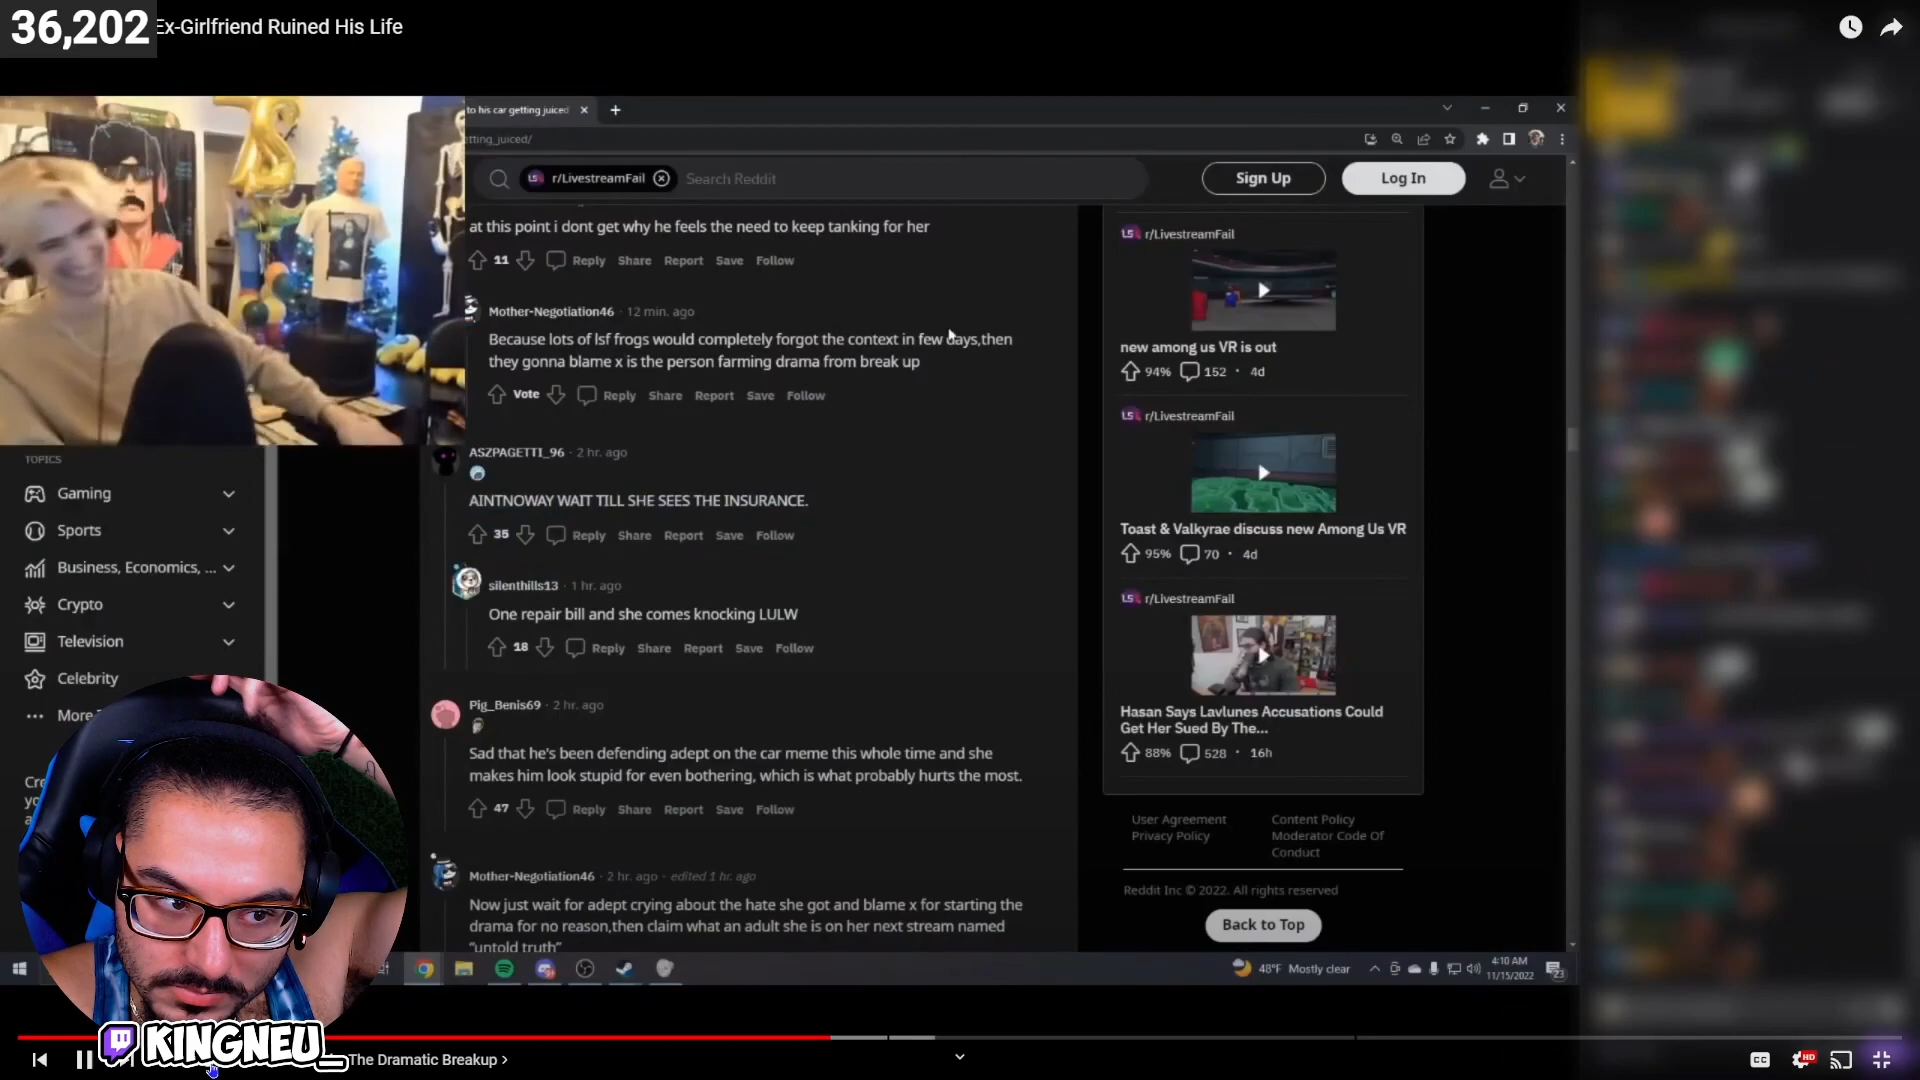 36,202
Ex-Girlfriend Ruined His Life
to his car getting juiced
etting_juiced/
r/LivestreamFail
Search Reddit
Sign Up
Log In
at this point i dont get why he feels the need to keep tanking for her
11 Reply Share Report Save Follow
Mother-Negotiation46 · 12 min. ago
Because lots of lsf frogs would completely forgot the context in few days,then
they gonna blame x is the person farming drama from break up
Vote Reply Share Report Save Follow
ASZPAGETTI_96 · 2 hr. ago
AINTNOWAY WAIT TILL SHE SEES THE INSURANCE.
35 Reply Share Report Save Follow
silenthills13 · 1 hr. ago
One repair bill and she comes knocking LULW
18 Reply Share Report Save Follow
Pig_Benis69 · 2 hr. ago
Sad that he's been defending adept on the car meme this whole time and she
makes him look stupid for even bothering, which is what probably hurts the most.
47 Reply Share Report Save Follow
Mother-Negotiation46 · 2 hr. ago · edited 1 hr. ago
Now just wait for adept crying about the hate she got and blame x for starting the
drama for no reason,then claim what an adult she is on her next stream named
"untold truth"
TOPICS
Gaming
Sports
Business, Economics, ...
Crypto
Television
Celebrity
More
Cre
r/LivestreamFail
new among us VR is out
94% 152 · 4d
r/LivestreamFail
Toast & Valkyrae discuss new Among Us VR
95% 70 · 4d
r/LivestreamFail
Hasan Says Lavlunes Accusations Could
Get Her Sued By The...
88% 528 · 16h
User Agreement
Privacy Policy
Content Policy
Moderator Code Of
Conduct
Reddit Inc © 2022. All rights reserved
Back to Top
48°F Mostly clear
4:10 AM
11/15/2022
23
KINGNEU_
The Dramatic Breakup >
CC
HD